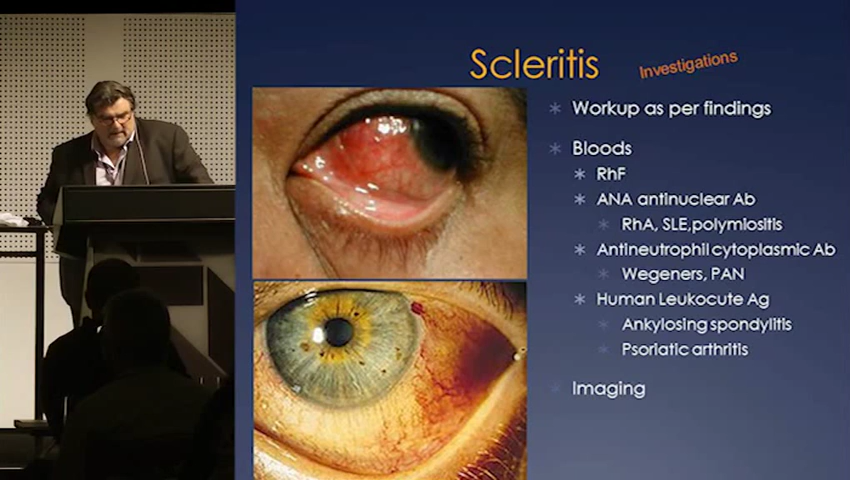 Scleritis
Investigations
Workup as per findings
Bloods
RhF
ANA antinuclear Ab
RhA, SLE,polymiositis
Antineutrophil cytoplasmic Ab
Wegeners, PAN
Human Leukocute Ag
Ankylosing spondylitis
Psoriatic arthritis
Imaging